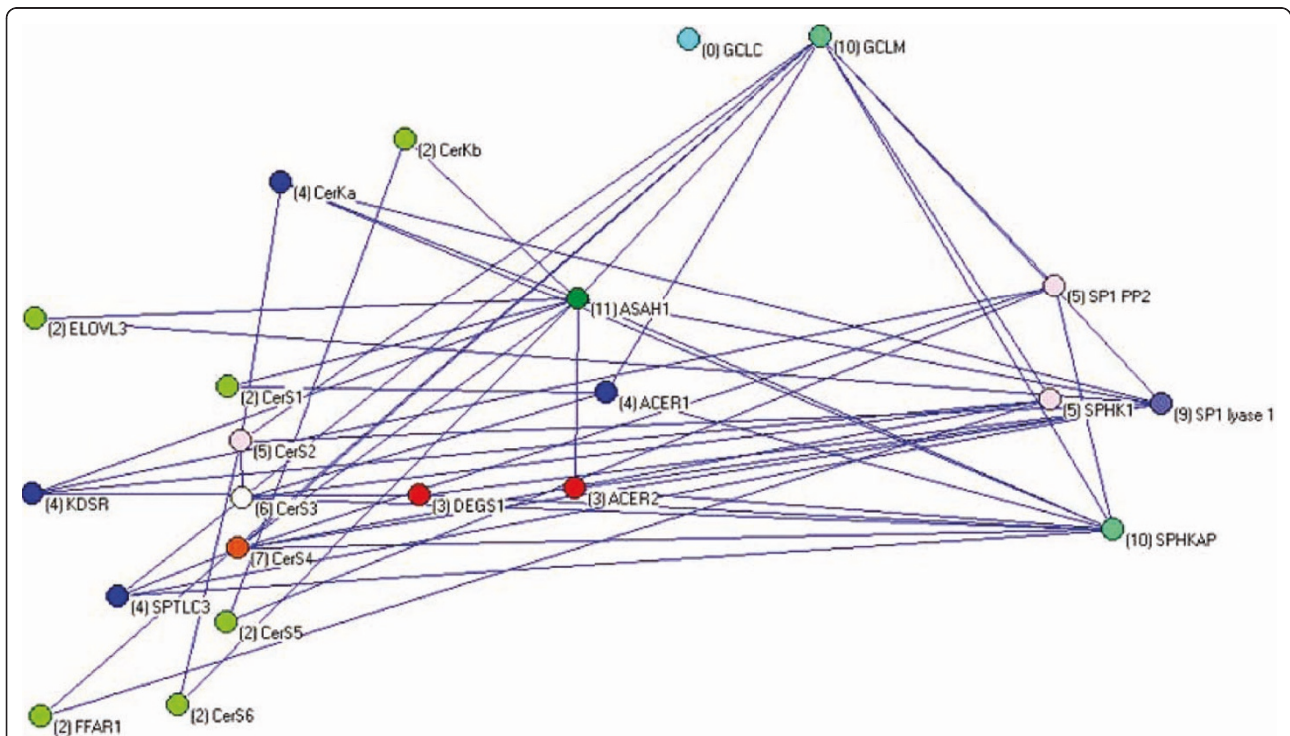 (0) GCLC
(10) GCLM
(2) CerKb
(4) CerKa
(5) SP1 PP2
(11) ASAH1
(2) ELOVL3
(2) CerS1
(4) ACER1
(5) SPHK1
(9) SP1 lyase 1
(5) CerS2
(4) KDSR
(6) CerS3
(3) DEGS1
(3) ACER2
(10) SPHKAP
(7) CerS4
(4) SPTLC3
(2) CerS5
(2) FFAR1
(2) CerS6